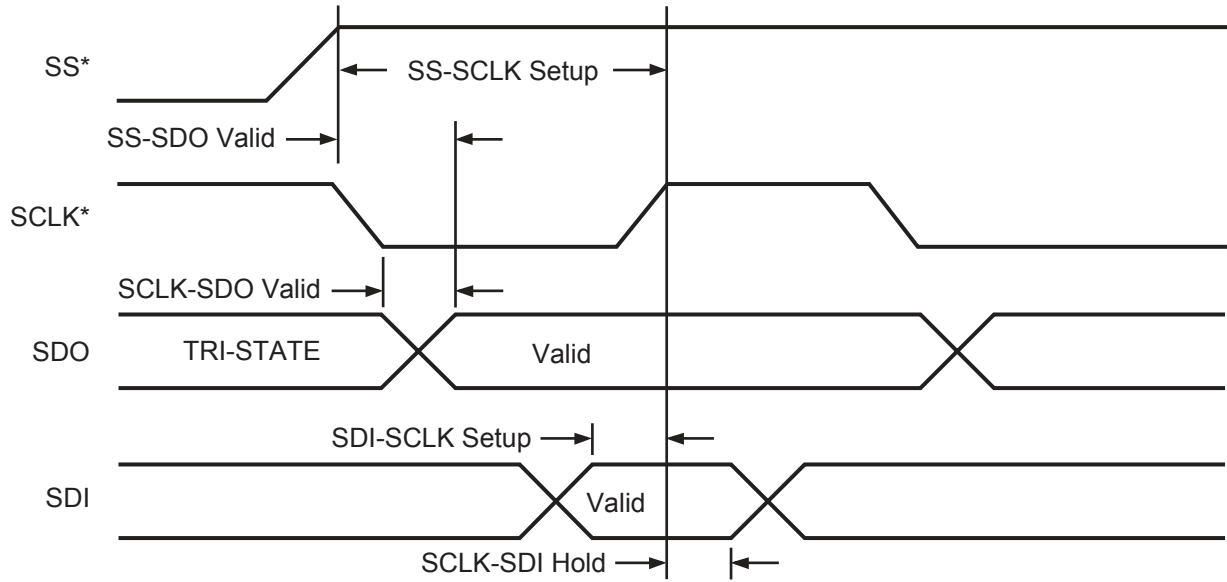 SS*
SS-SCLK Setup
SS-SDO Valid
SCLK*
SCLK-SDO Valid
SDO
TRI-STATE
Valid
SDI-SCLK Setup
SDI
Valid
SCLK-SDI Hold